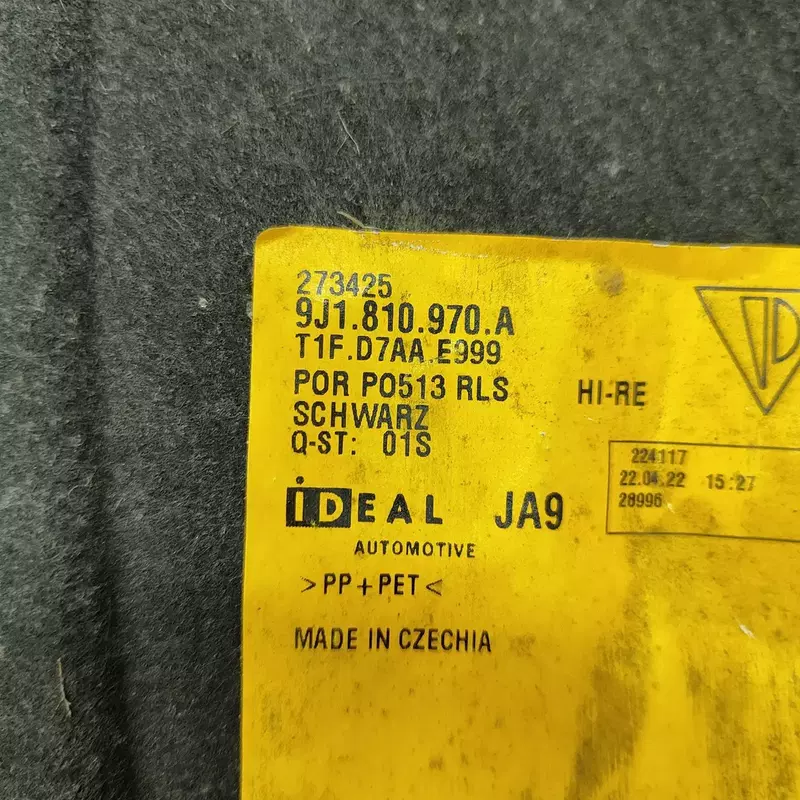 273425
9J1.810.970.A
T1F.D7AA.E999
POR PO513 RLS HI-RE
SCHWARZ
Q-ST: 01S
224117
22.04.22 15:27
28996
iDEAL JA9
AUTOMOTIVE
>PP+PET<
MADE IN CZECHIA